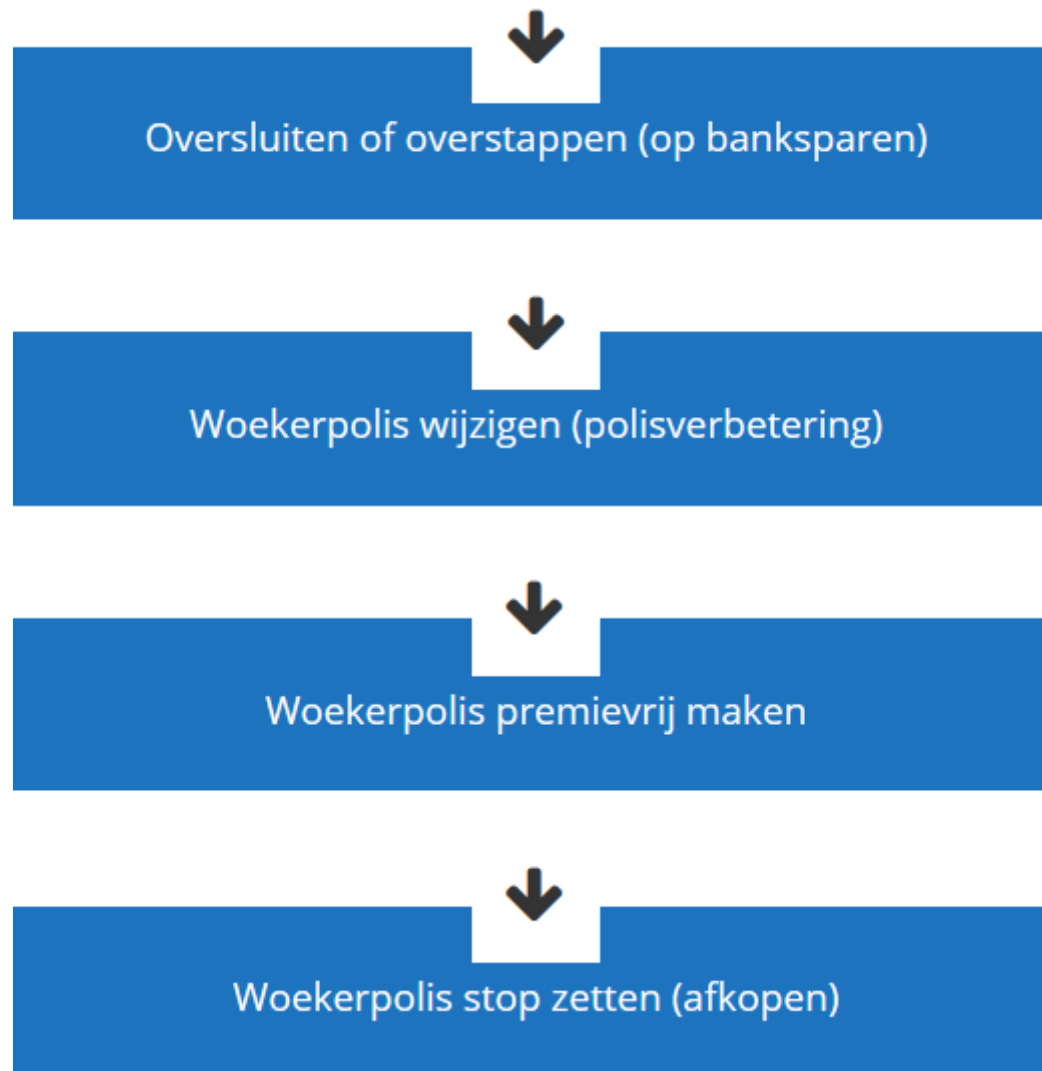 Oversluiten of overstappen (op banksparen)
Woekerpolis wijzigen (polisverbetering)
Woekerpolis premievrij maken
Woekerpolis stop zetten (afkopen)